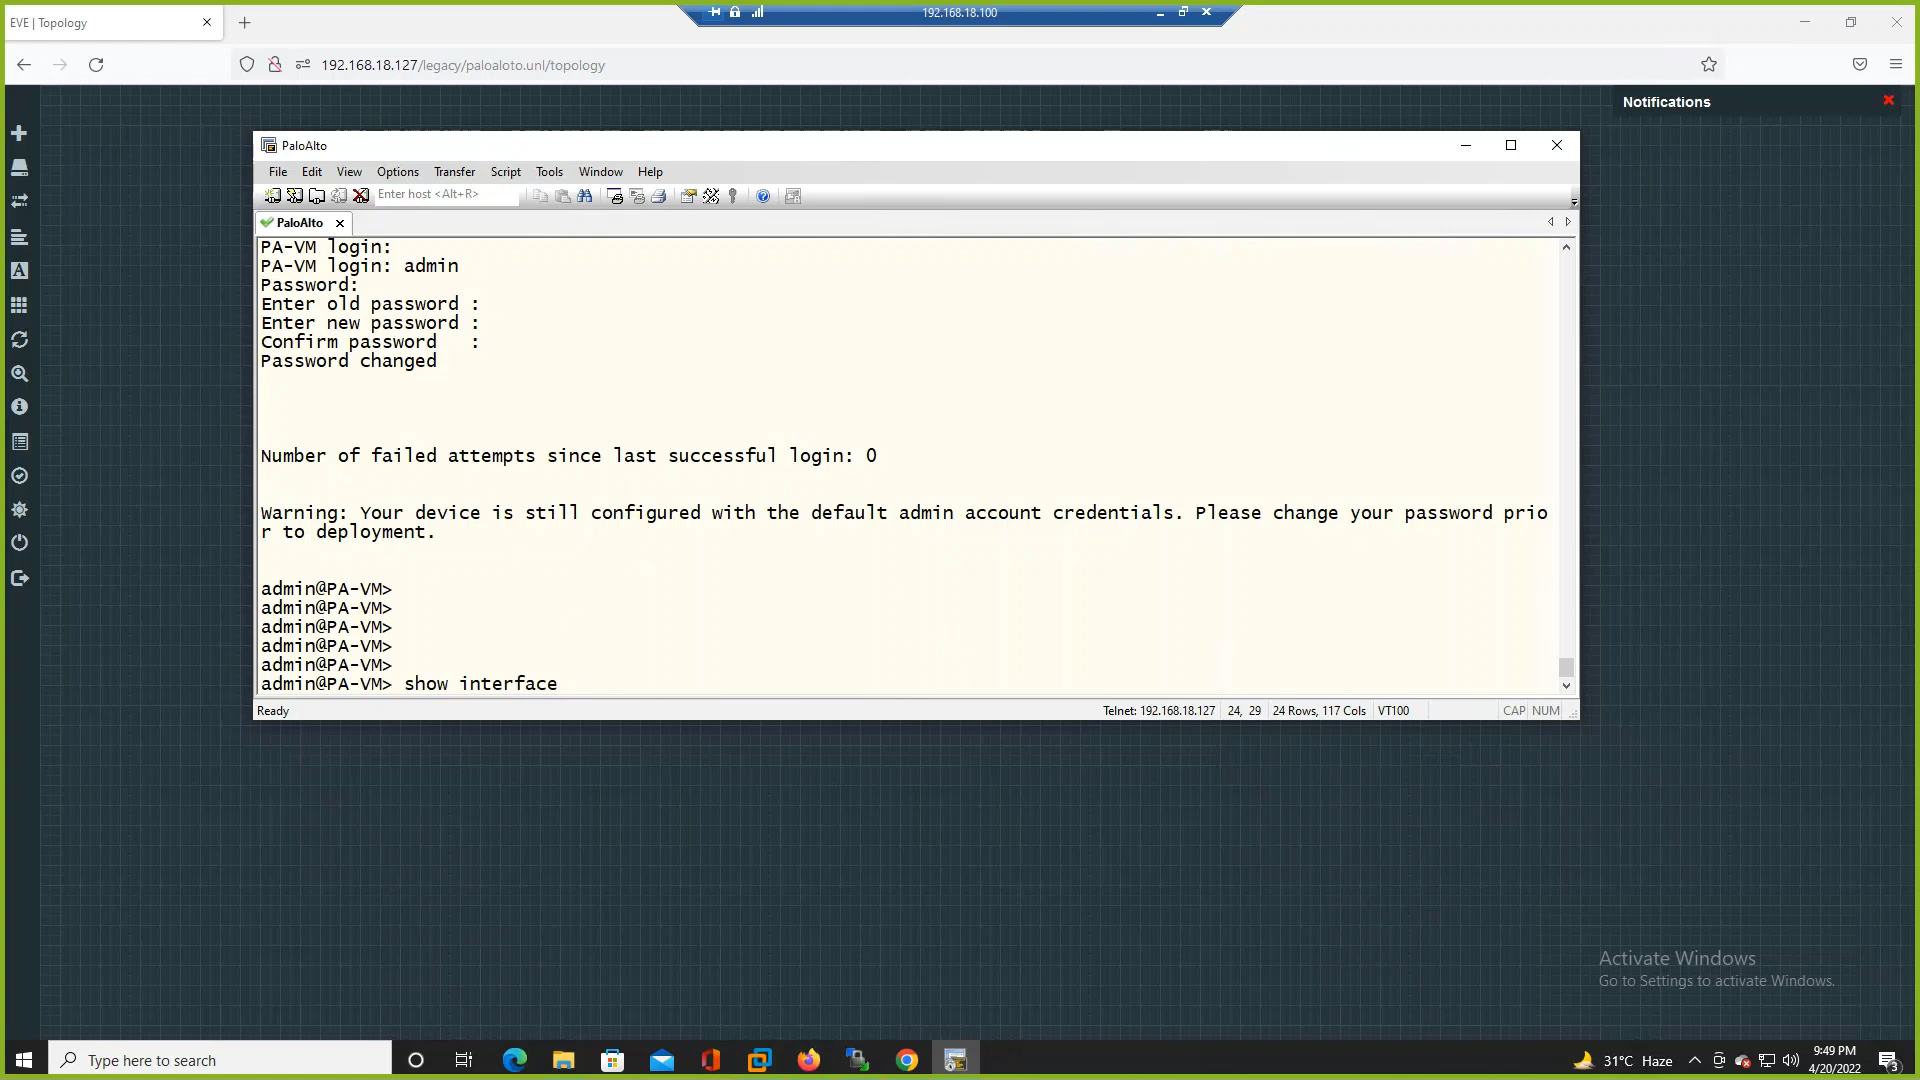 EVE | Topology
192.168.18.100
192.168.18.127/legacy/paloaloto.unl/topology
Notifications
PaloAlto
File Edit View Options Transfer Script Tools Window Help
Enter host <Alt+R>
PaloAlto
PA-VM login:
PA-VM login: admin
Password:
Enter old password :
Enter new password :
Confirm password   :
Password changed
Number of failed attempts since last successful login: 0
Warning: Your device is still configured with the default admin account credentials. Please change your password prio
r to deployment.
admin@PA-VM>
admin@PA-VM>
admin@PA-VM>
admin@PA-VM>
admin@PA-VM>
admin@PA-VM> show interface
Ready Telnet: 192.168.18.127 24, 29 24 Rows, 117 Cols VT100 CAP NUM
Activate Windows
Go to Settings to activate Windows.
Type here to search
31°C Haze
9:49 PM
4/20/2022
3